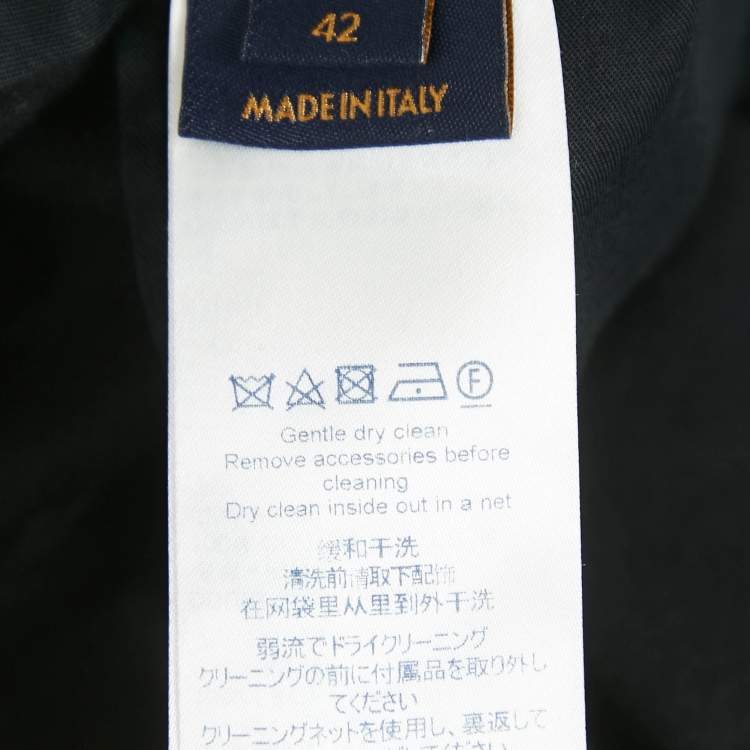 42
MADE IN ITALY
F
Gentle dry clean
Remove accessories before
cleaning
Dry clean inside out in a net
缓和干洗
清洗前请取下配饰
在网袋里从里到外干洗
弱流でドライクリーニング
クリーニングの前に付属品を取り外し
てください
クリーニングネットを使用し、裏返して